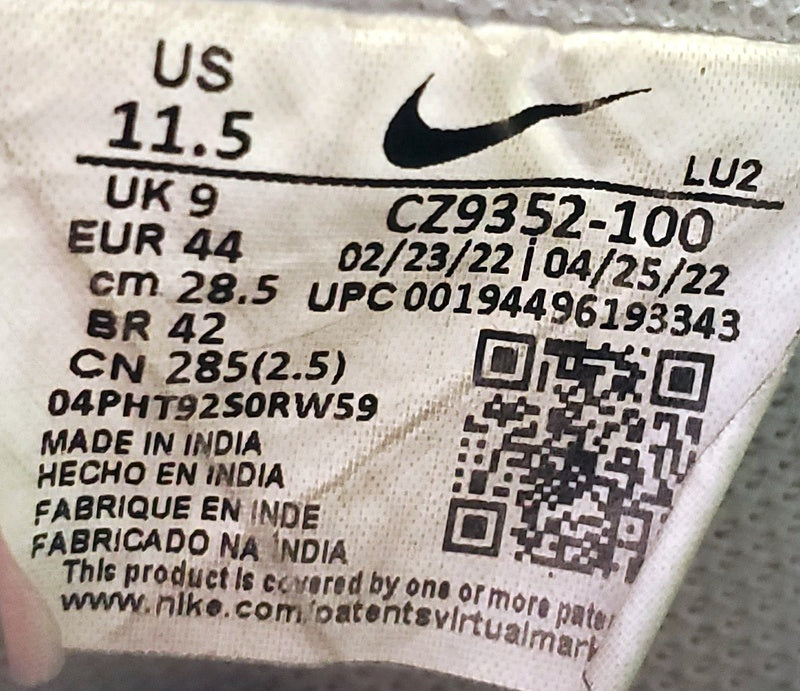 US
11.5
LU2
UK 9
EUR 44
cm 28.5
BR 42
CN 285(2.5)
CZ9352-100
02/23/22 | 04/25/22
UPC 00194496193343
04PHT92S0RW59
MADE IN INDIA
HECHO EN INDIA
FABRIQUE EN INDE
FABRICADO NA INDIA
This product is covered by one or more
www.nike.com/patentsvirtualmark